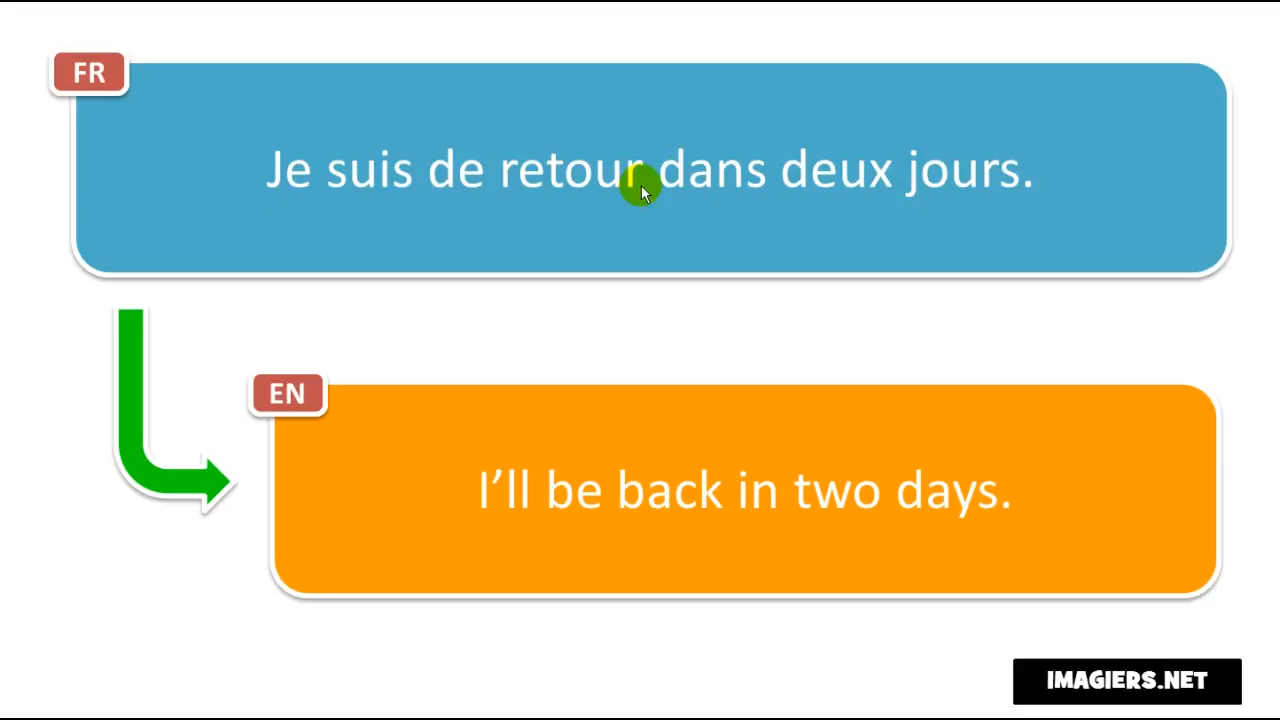 FR
Je suis de retour dans deux jours.
EN
I’ll be back in two days.
IMAGIERS.NET